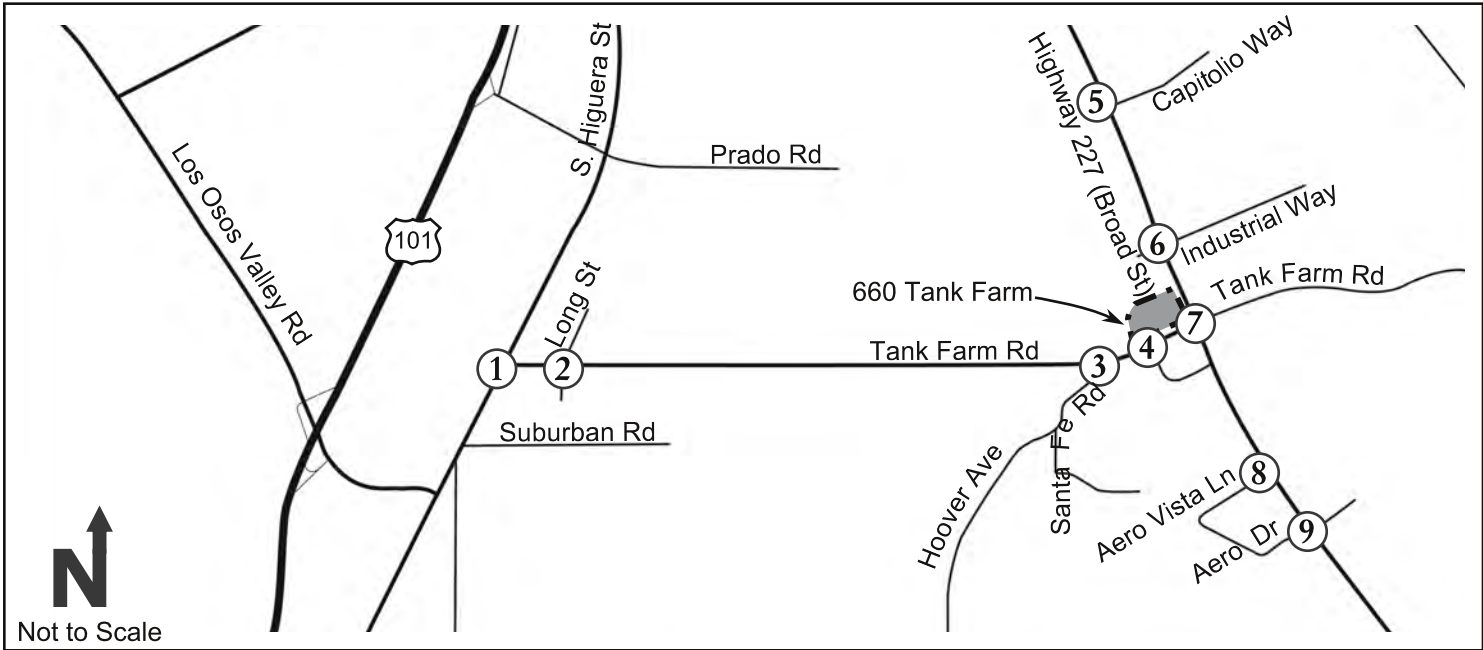 S. Higuera St
Highway 227 (Broad St)
Capitolio Way
5
Los Osos Valley Rd
Prado Rd
101
6
Industrial Way
Long St
660 Tank Farm
Tank Farm Rd
7
Tank Farm Rd
4
1
2
3
Suburban Rd
Santa Fe Rd
Hoover Ave
8
Aero Vista Ln
9
Aero Dr
N
Not to Scale